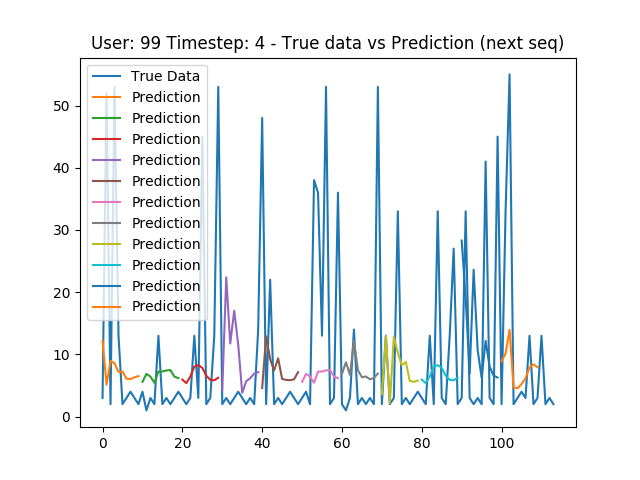 User: 99 Timestep: 4 - True data vs Prediction (next seq)
True Data
Prediction
Prediction
Prediction
Prediction
Prediction
Prediction
Prediction
Prediction
Prediction
Prediction
Prediction
50
40
30
20
10
0
0 20 40 60 80 100